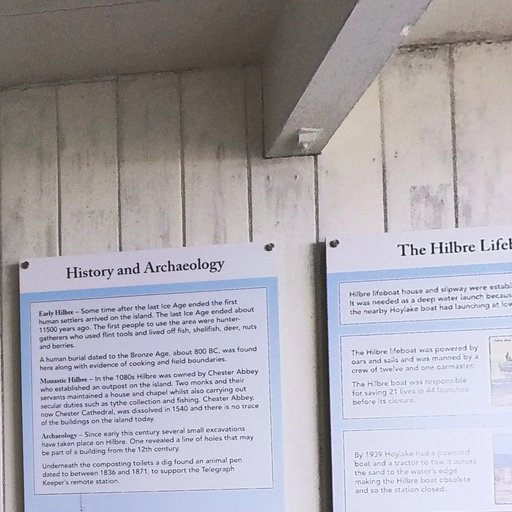 History and Archaeology
Early Hilbre – Some time after the last Ice Age ended the first
human settlers arrived on the island. The last Ice Age ended about
11500 years ago. The first people to use the area were hunter-
gatherers who used flint tools and lived off fish, shellfish, deer, nuts
and berries.
A human burial dated to the Bronze Age, about 800 BC, was found
here along with evidence of cooking and field boundaries.
Monastic Hilbre – In the 1080s Hilbre was owned by Chester Abbey
who established an outpost on the island. Two monks and their
servants maintained a house and chapel whilst also carrying out
secular duties such as tythe collection and fishing. Chester Abbey,
now Chester Cathedral, was dissolved in 1540 and there is no trace
of the buildings on the island today.
Archaeology – Since early this century several small excavations
have taken place on Hilbre. One revealed a line of holes that may
be part of a building from the 12th century.
Underneath the composting toilets a dig found an animal pen
dated to between 1836 and 1871, to support the Telegraph
Keeper's remote station.
The Hilbre Lifeb
Hilbre lifeboat house and slipway were establ
It was needed as a deep water launch becaus
the nearby Hoylake boat had launching at low
The Hilbre lifeboat was powered by
oars and sails and was manned by a
crew of twelve and one oarmaster.
The Hilbre boat was responsible
for saving 21 lives in 44 launches
before its closure.
By 1939 Hoylake had a powered
boat and a tractor to tow it across
the sand to the water's edge
making the Hilbre boat obsolete
and so the station closed.